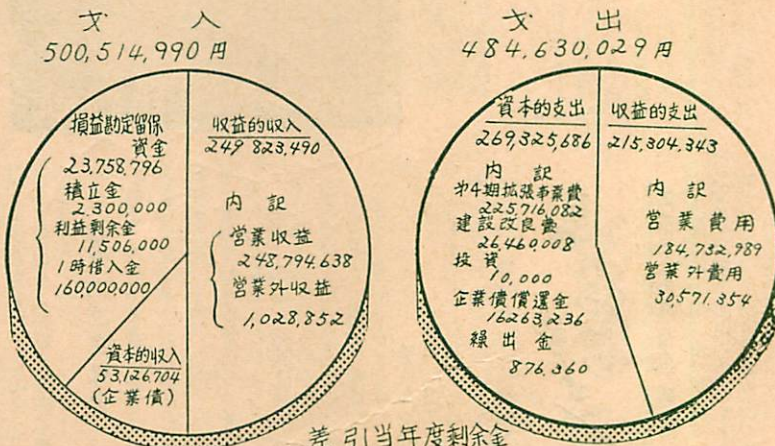 歳入
500,514,990円
損益勘定留保
資金
23,758,796
積立金
2,300,000
利益剰余金
11,506,000
1時借入金
160,000,000
資本的収入
53,126,704
(企業債)
収益的収入
249,823,490
内訳
営業収益
248,794,638
営業外収益
1,028,852
歳出
484,630,029円
資本的支出
269,325,686
内訳
才4期拡張事業費
225,716,082
建設改良費
26,460,008
投資
10,000
企業債償還金
16263,236
繰出金
876,360
収益的支出
215,304,343
内訳
営業費用
184,732,989
営業外費用
30,571,354
差引当年度剰余金